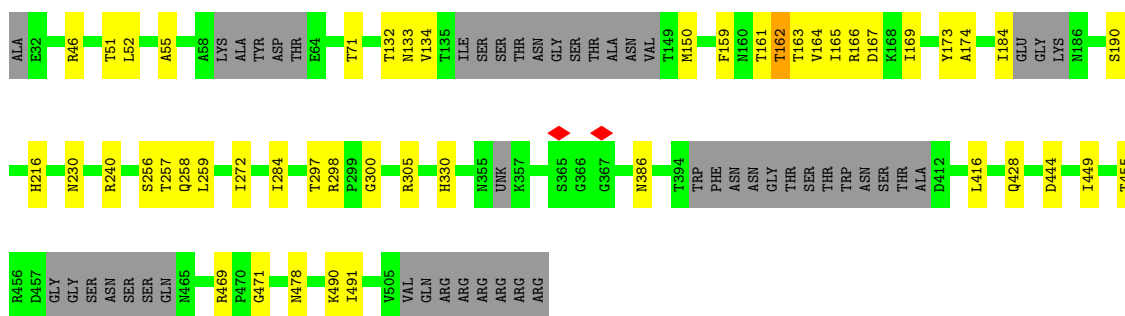 ALA E32 R46 T51 L52 A55 A58 LYS ALA TYR ASP THR E64 T71 T132 N133 V134 T135 ILE SER SER THR ASN GLY SER THR ALA ASN VAL T149 M150 F159 N160 T161 T162 T163 V164 I165 R166 D167 K168 I169 Y173 A174 I184 GLU GLY LYS N186 S190
H216 N230 R240 S256 T257 Q258 L259 I272 I284 T297 R298 P299 G300 R305 H330 N355 UNK K357 S365 G366 G367 N386 T394 TRP PHE ASN ASN GLY THR SER THR TRP ASN SER THR ALA D412 L416 Q428 D444 I449 T455
R456 D457 GLY GLY SER ASN SER SER GLN N465 R469 P470 G471 N478 K490 I491 V505 VAL GLN ARG ARG ARG ARG ARG ARG